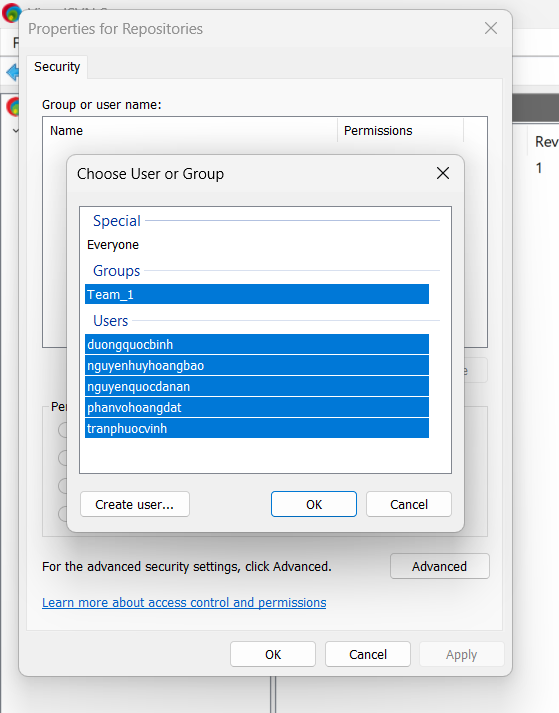 Properties for Repositories
Security
Group or user name:
Name Permissions
Rev
1
Choose User or Group
Special
Everyone
Groups
Team_1
Users
duongquocbinh
nguyenhuyhoangbao
nguyenquocdanan
phanvohoangdat
tranphuocvinh
Create user... OK Cancel
For the advanced security settings, click Advanced. Advanced
Learn more about access control and permissions
OK Cancel Apply